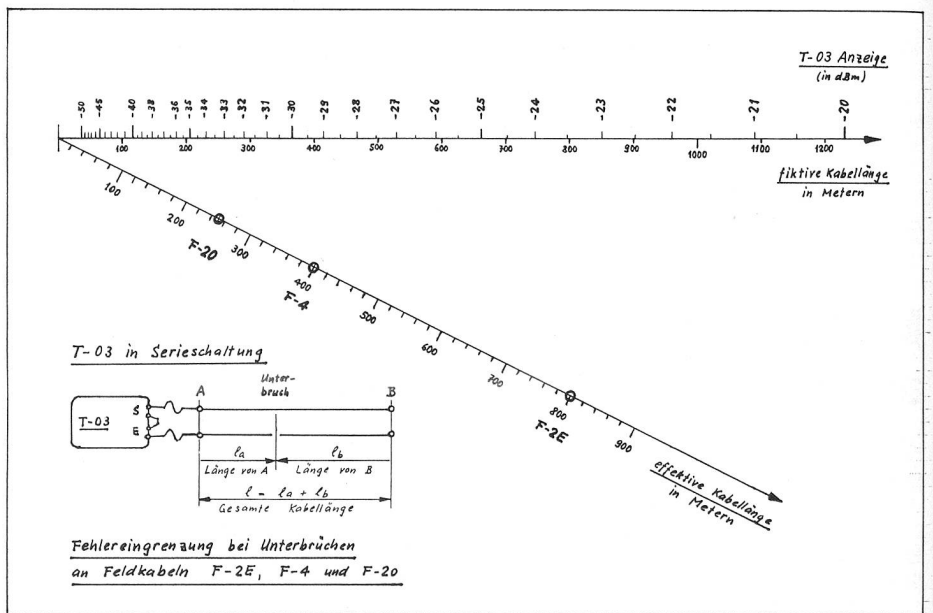 T-03 Anzeige
(in dBm)
-50 -45 -40 -38 -36 -35 -34 -33 -32 -31 -30 -29 -28 -27 -26 -25 -24 -23 -22 -21 -20
100 200 300 400 500 600 700 800 900 1000 1100 1200
fiktive Kabellänge
in Metern
100 200 300 400 500 600 700 800 900
F-20
F-4
F-2E
effektive Kabellänge
in Metern
T-03 in Serieschaltung
A Unter- B
bruch
S
T-03
E
la lb
Länge von A Länge von B
l = la + lb
Gesamte Kabellänge
Fehlereingrenzung bei Unterbrüchen
an Feldkabeln F-2E, F-4 und F-20